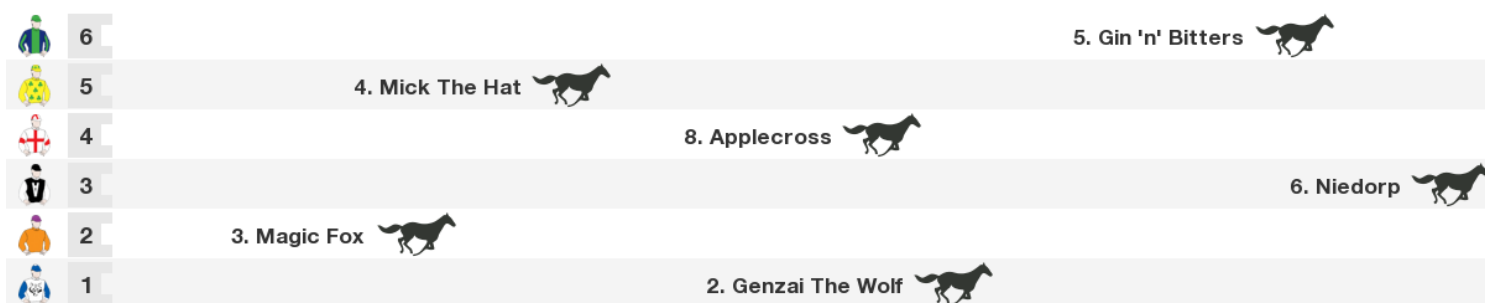 6 5. Gin 'n' Bitters
5 4. Mick The Hat
4 8. Applecross
3 6. Niedorp
2 3. Magic Fox
1 2. Genzai The Wolf